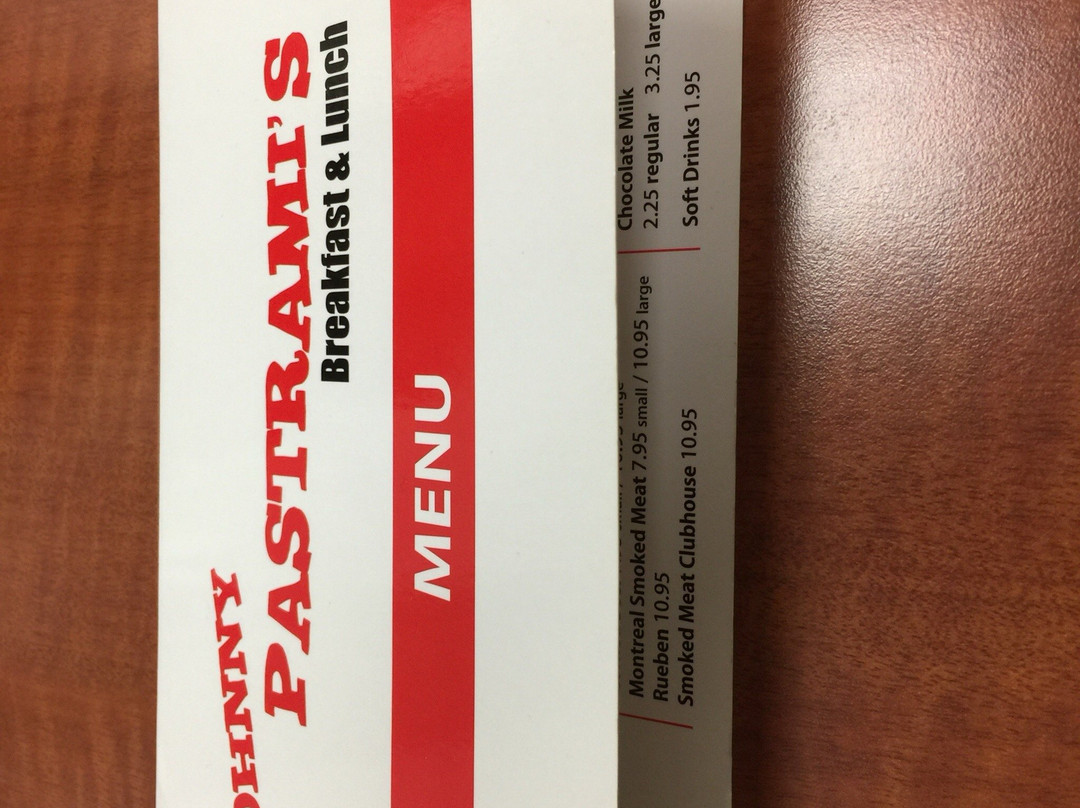 PASTRAMI'S
Breakfast & Lunch
MENU
large
Montreal Smoked Meat 7.95 small / 10.95 large
Rueben 10.95
Smoked Meat Clubhouse 10.95
Chocolate Milk
2.25 regular 3.25 large
Soft Drinks 1.95